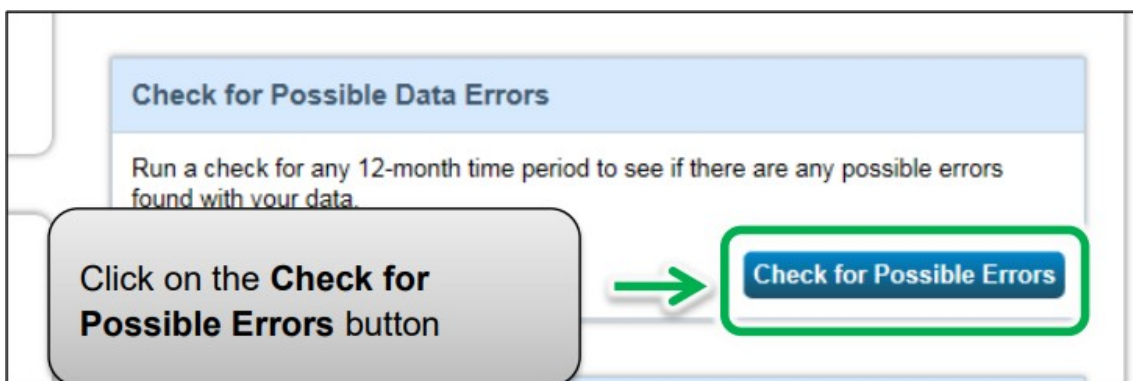 Check for Possible Data Errors
Run a check for any 12-month time period to see if there are any possible errors
found with your data.
Click on the Check for
Possible Errors button
Check for Possible Errors